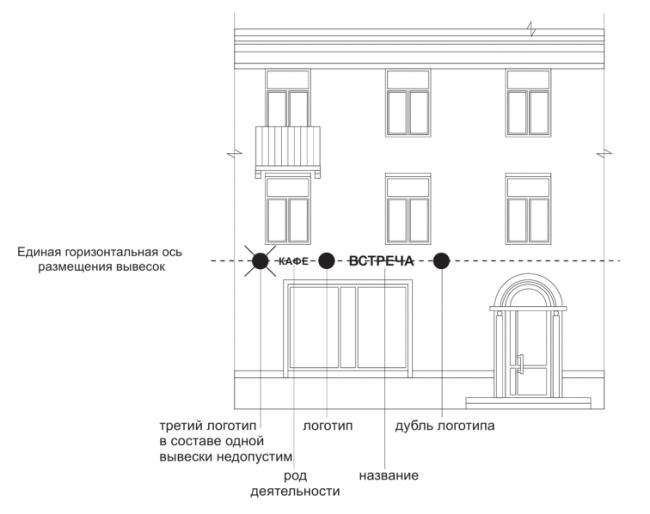 Единая горизонтальная ось
размещения вывесок
КАФЕ
ВСТРЕЧА
третий логотип
в составе одной
вывески недопустим
логотип
дубль логотипа
род
деятельности
название